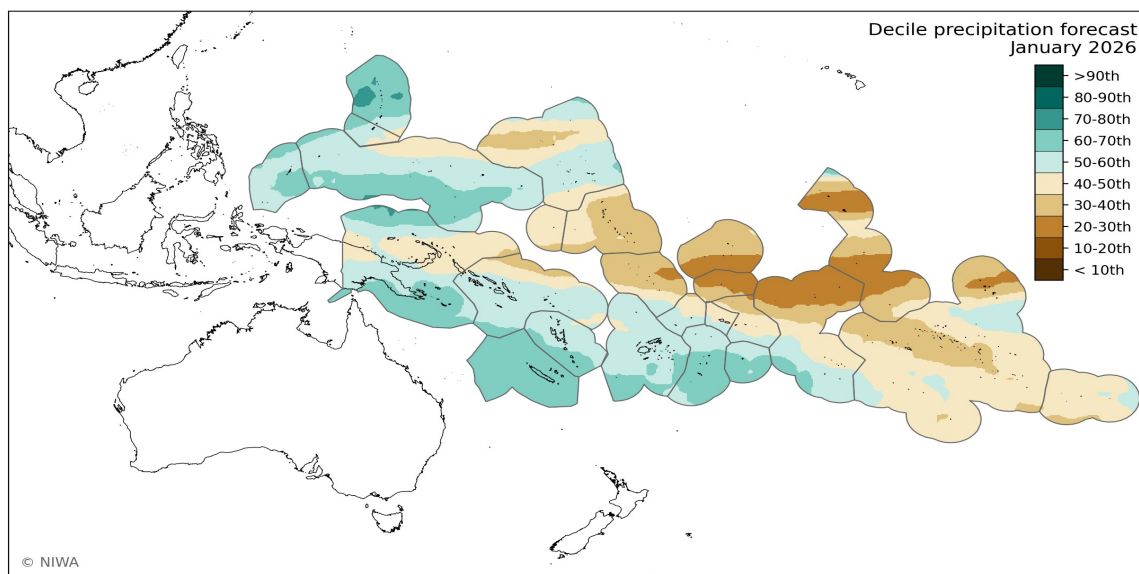 Decile precipitation forecast
January 2026
>90th
80-90th
70-80th
60-70th
50-60th
40-50th
30-40th
20-30th
10-20th
< 10th
© NIWA